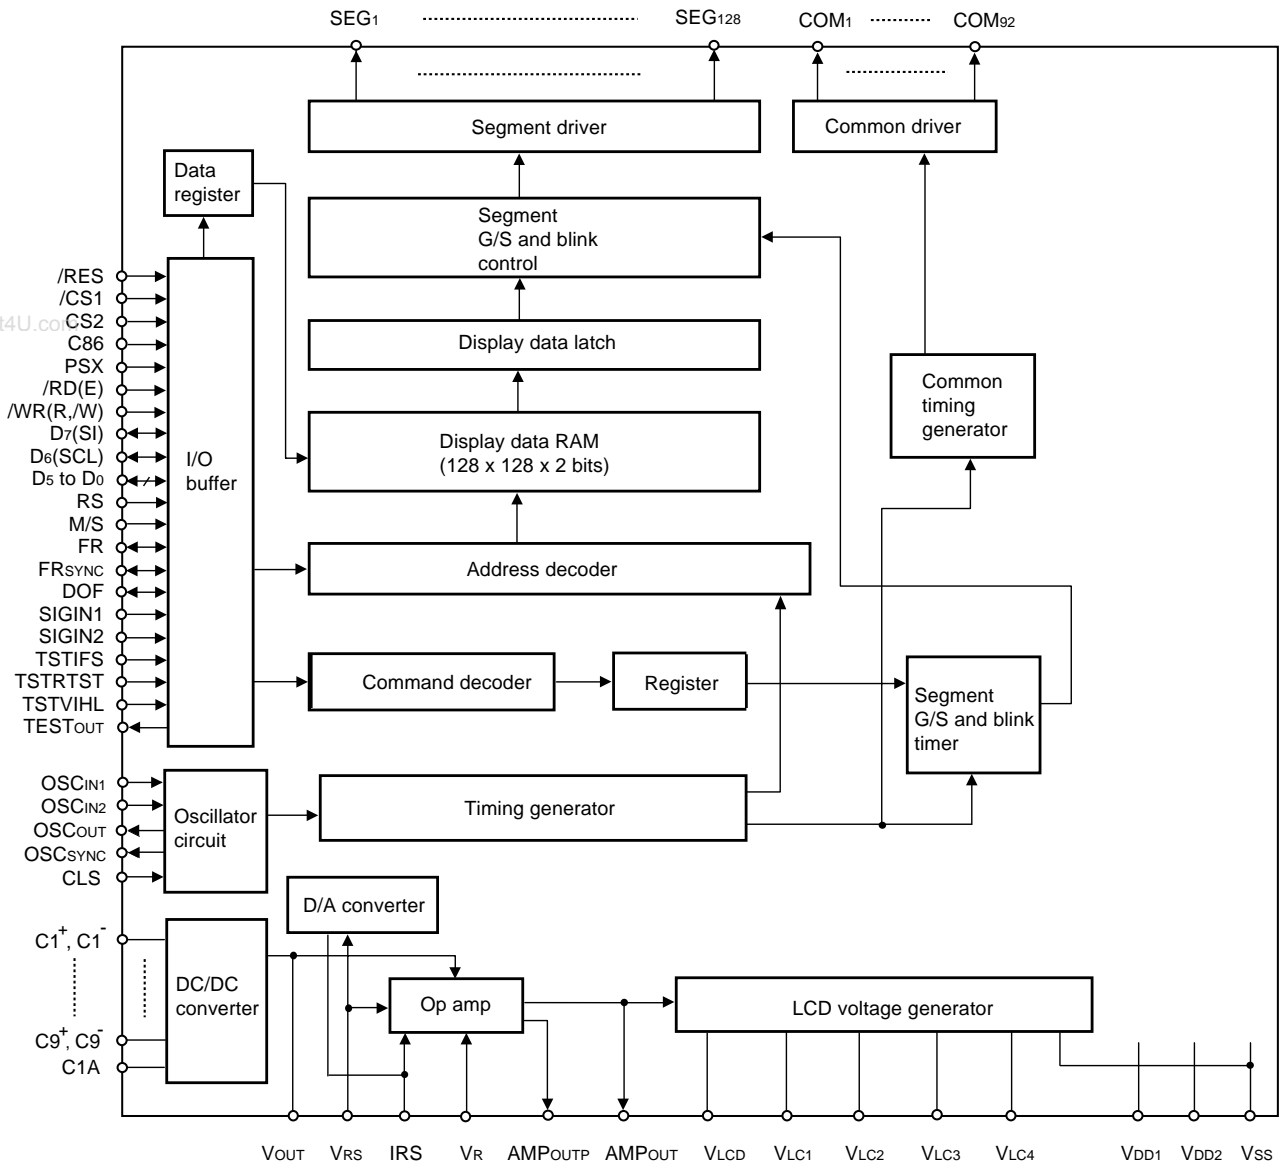 SEG1 SEG128 COM1 COM92
Segment driver
Common driver
Data
register
Segment
G/S and blink
control
/RES
/CS1
t4U.com
CS2
C86
PSX
/RD(E)
/WR(R,/W)
D7(SI)
D6(SCL)
D5 to D0
RS
M/S
FR
FRSYNC
DOF
SIGIN1
SIGIN2
TSTIFS
TSTRTST
TSTVIHL
TESTOUT
I/O
buffer
Display data latch
Common
timing
generator
Display data RAM
(128 x 128 x 2 bits)
Address decoder
Command decoder
Register
Segment
G/S and blink
timer
OSCIN1
OSCIN2
OSCOUT
OSCSYNC
CLS
Oscillator
circuit
Timing generator
D/A converter
C1+, C1-
C9+, C9-
C1A
DC/DC
converter
Op amp
LCD voltage generator
VOUT VRS IRS VR AMPOUTP AMPOUT VLCD VLC1 VLC2 VLC3 VLC4 VDD1 VDD2 VSS